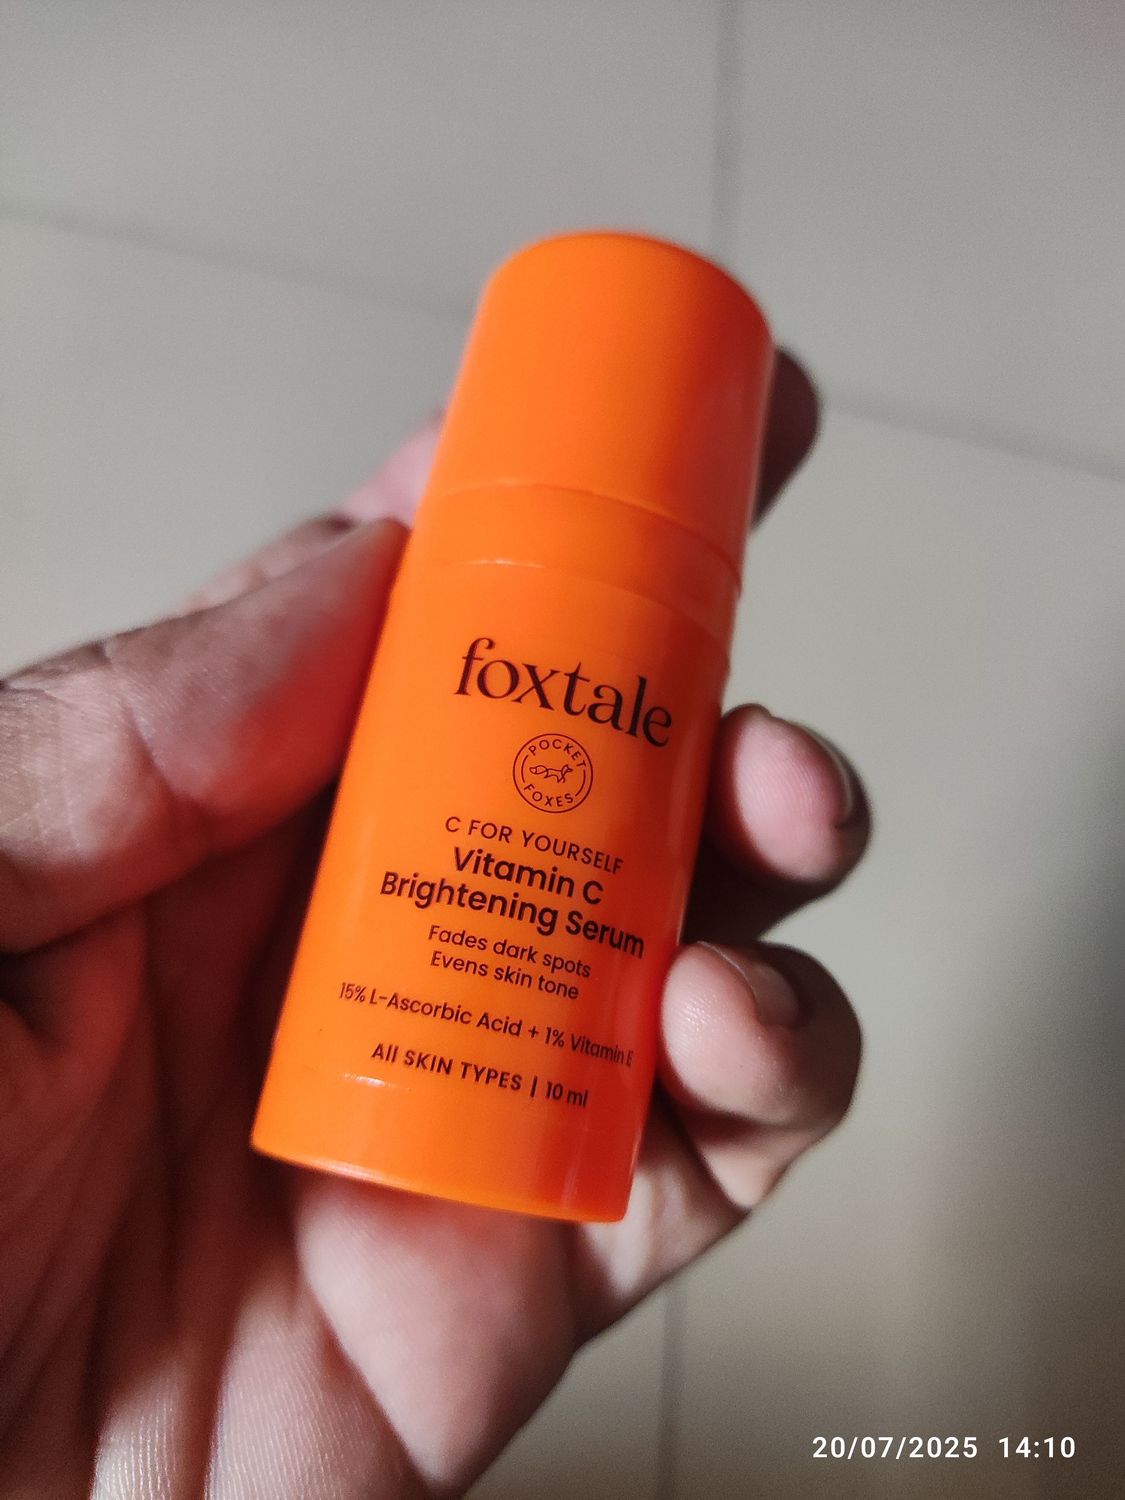 foxtale
POCKET
FOXES
C FOR YOURSELF
Vitamin C
Brightening Serum
Fades dark spots
Evens skin tone
15% L-Ascorbic Acid + 1% Vitamin E
All SKIN TYPES | 10 ml
20/07/2025 14:10